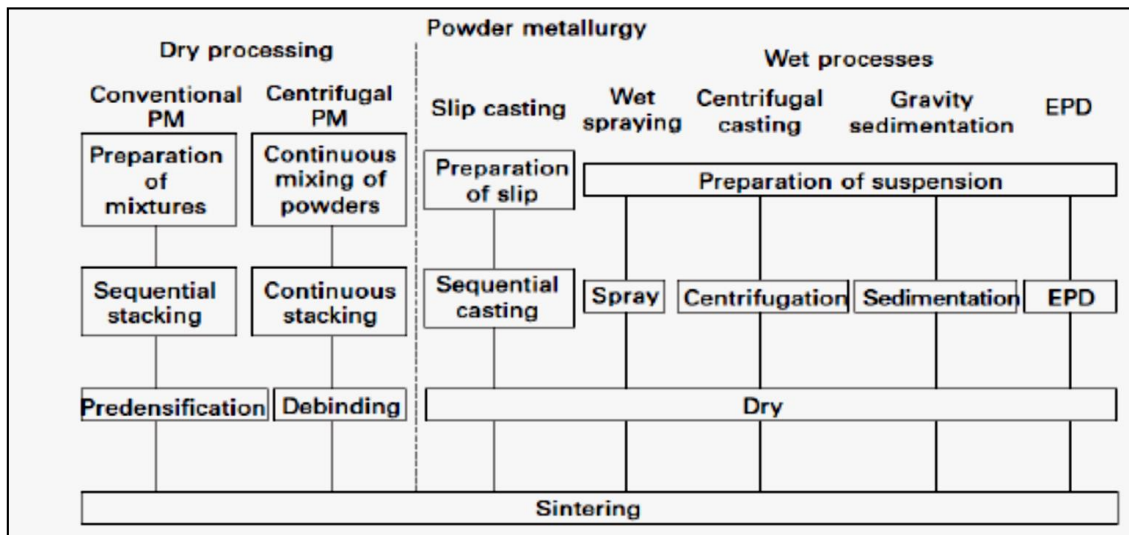 Powder metallurgy
Dry processing
Wet processes
Conventional
PM
Centrifugal
PM
Slip casting
Wet
spraying
Centrifugal
casting
Gravity
sedimentation
EPD
Preparation
of
mixtures
Continuous
mixing of
powders
Preparation
of slip
Preparation of suspension
Sequential
stacking
Continuous
stacking
Sequential
casting
Spray
Centrifugation
Sedimentation
EPD
Predensification
Debinding
Dry
Sintering